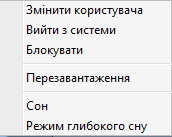 Змінити користувача
Вийти з системи
Блокувати
Перезавантаження
Сон
Режим глибокого сну